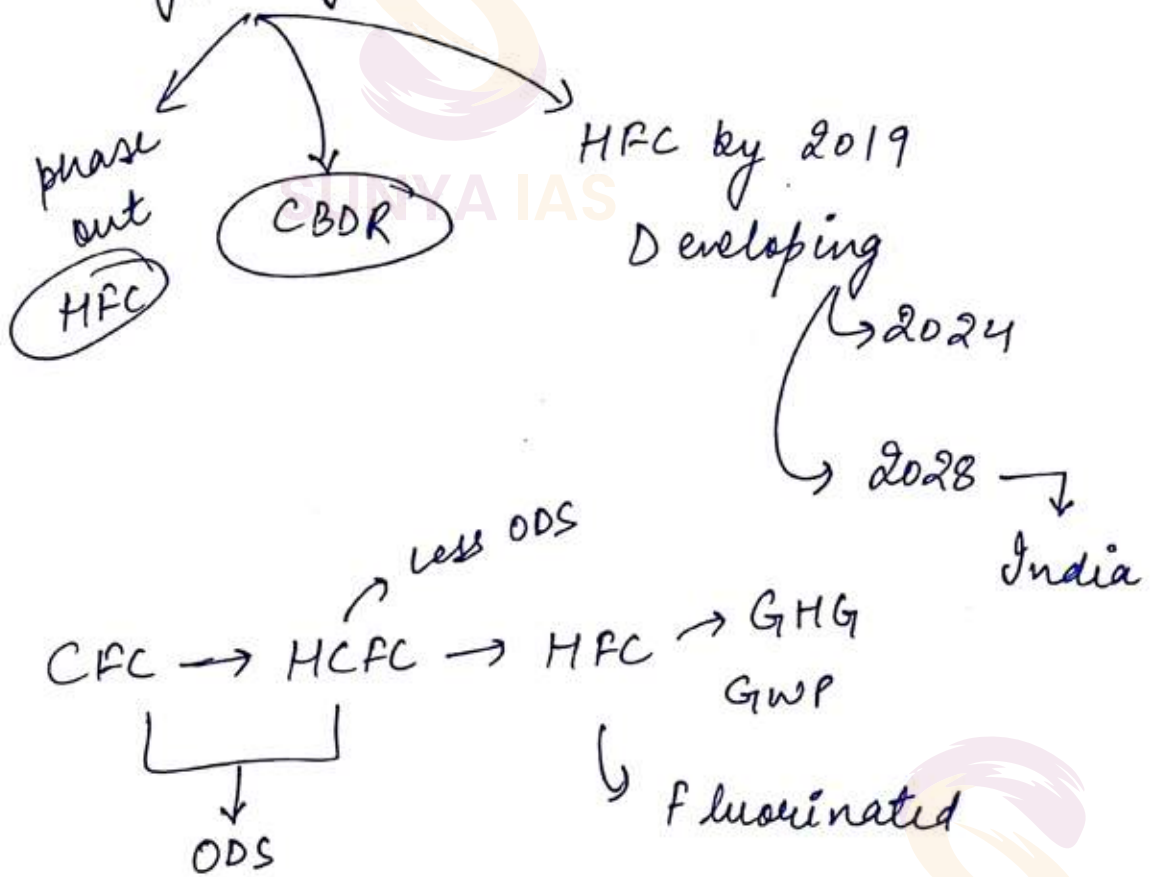 phase
out
HFC
CBDR
HFC by 2019
Developing
2024
2028
India
SUNYA IAS
less ODS
CFC → HCFC → HFC → GHG
GWP
ODS
Fluorinated